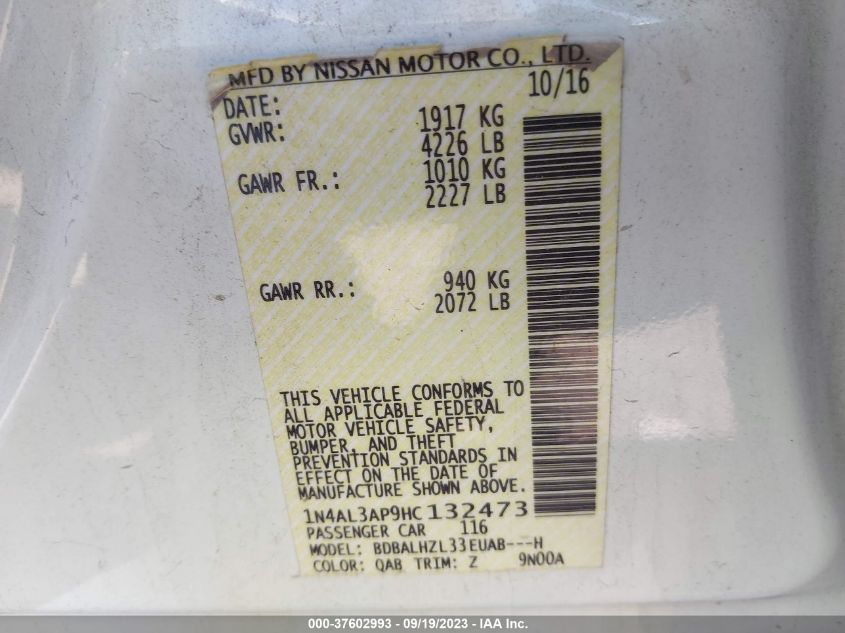 MFD BY NISSAN MOTOR CO., LTD.
DATE: 10/16
GVWR: 1917 KG
4226 LB
GAWR FR.: 1010 KG
2227 LB
GAWR RR.: 940 KG
2072 LB
THIS VEHICLE CONFORMS TO
ALL APPLICABLE FEDERAL
MOTOR VEHICLE SAFETY,
BUMPER, AND THEFT
PREVENTION STANDARDS IN
EFFECT ON THE DATE OF
MANUFACTURE SHOWN ABOVE.
1N4AL3AP9HC132473
PASSENGER CAR 116
MODEL: BDBALHZL33EUAB---H
COLOR: QAB TRIM: Z 9N00A
000-37602993 - 09/19/2023 - IAA Inc.